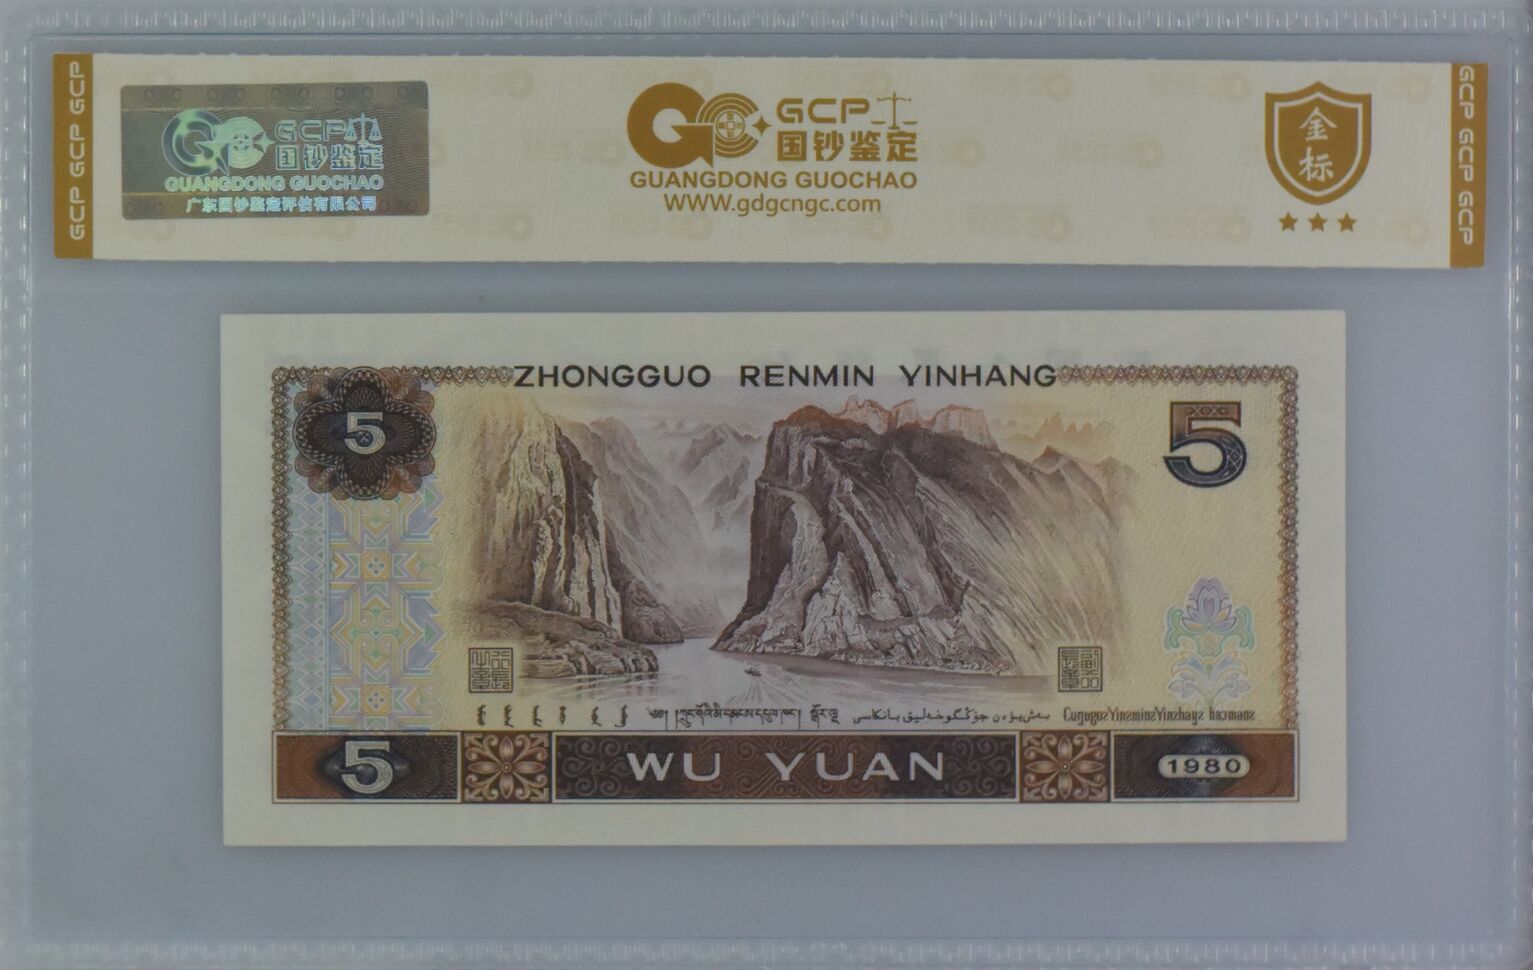 GCP GCP GCP
GCP
国钞鉴定
GUANGDONG GUOCHAO
广东国钞鉴定评估有限公司
GCP
国钞鉴定
GUANGDONG GUOCHAO
WWW.gdgcngc.com
金
标
GCP GCP GCP
ZHONGGUO RENMIN YINHANG
5
5
5
WU YUAN
1980